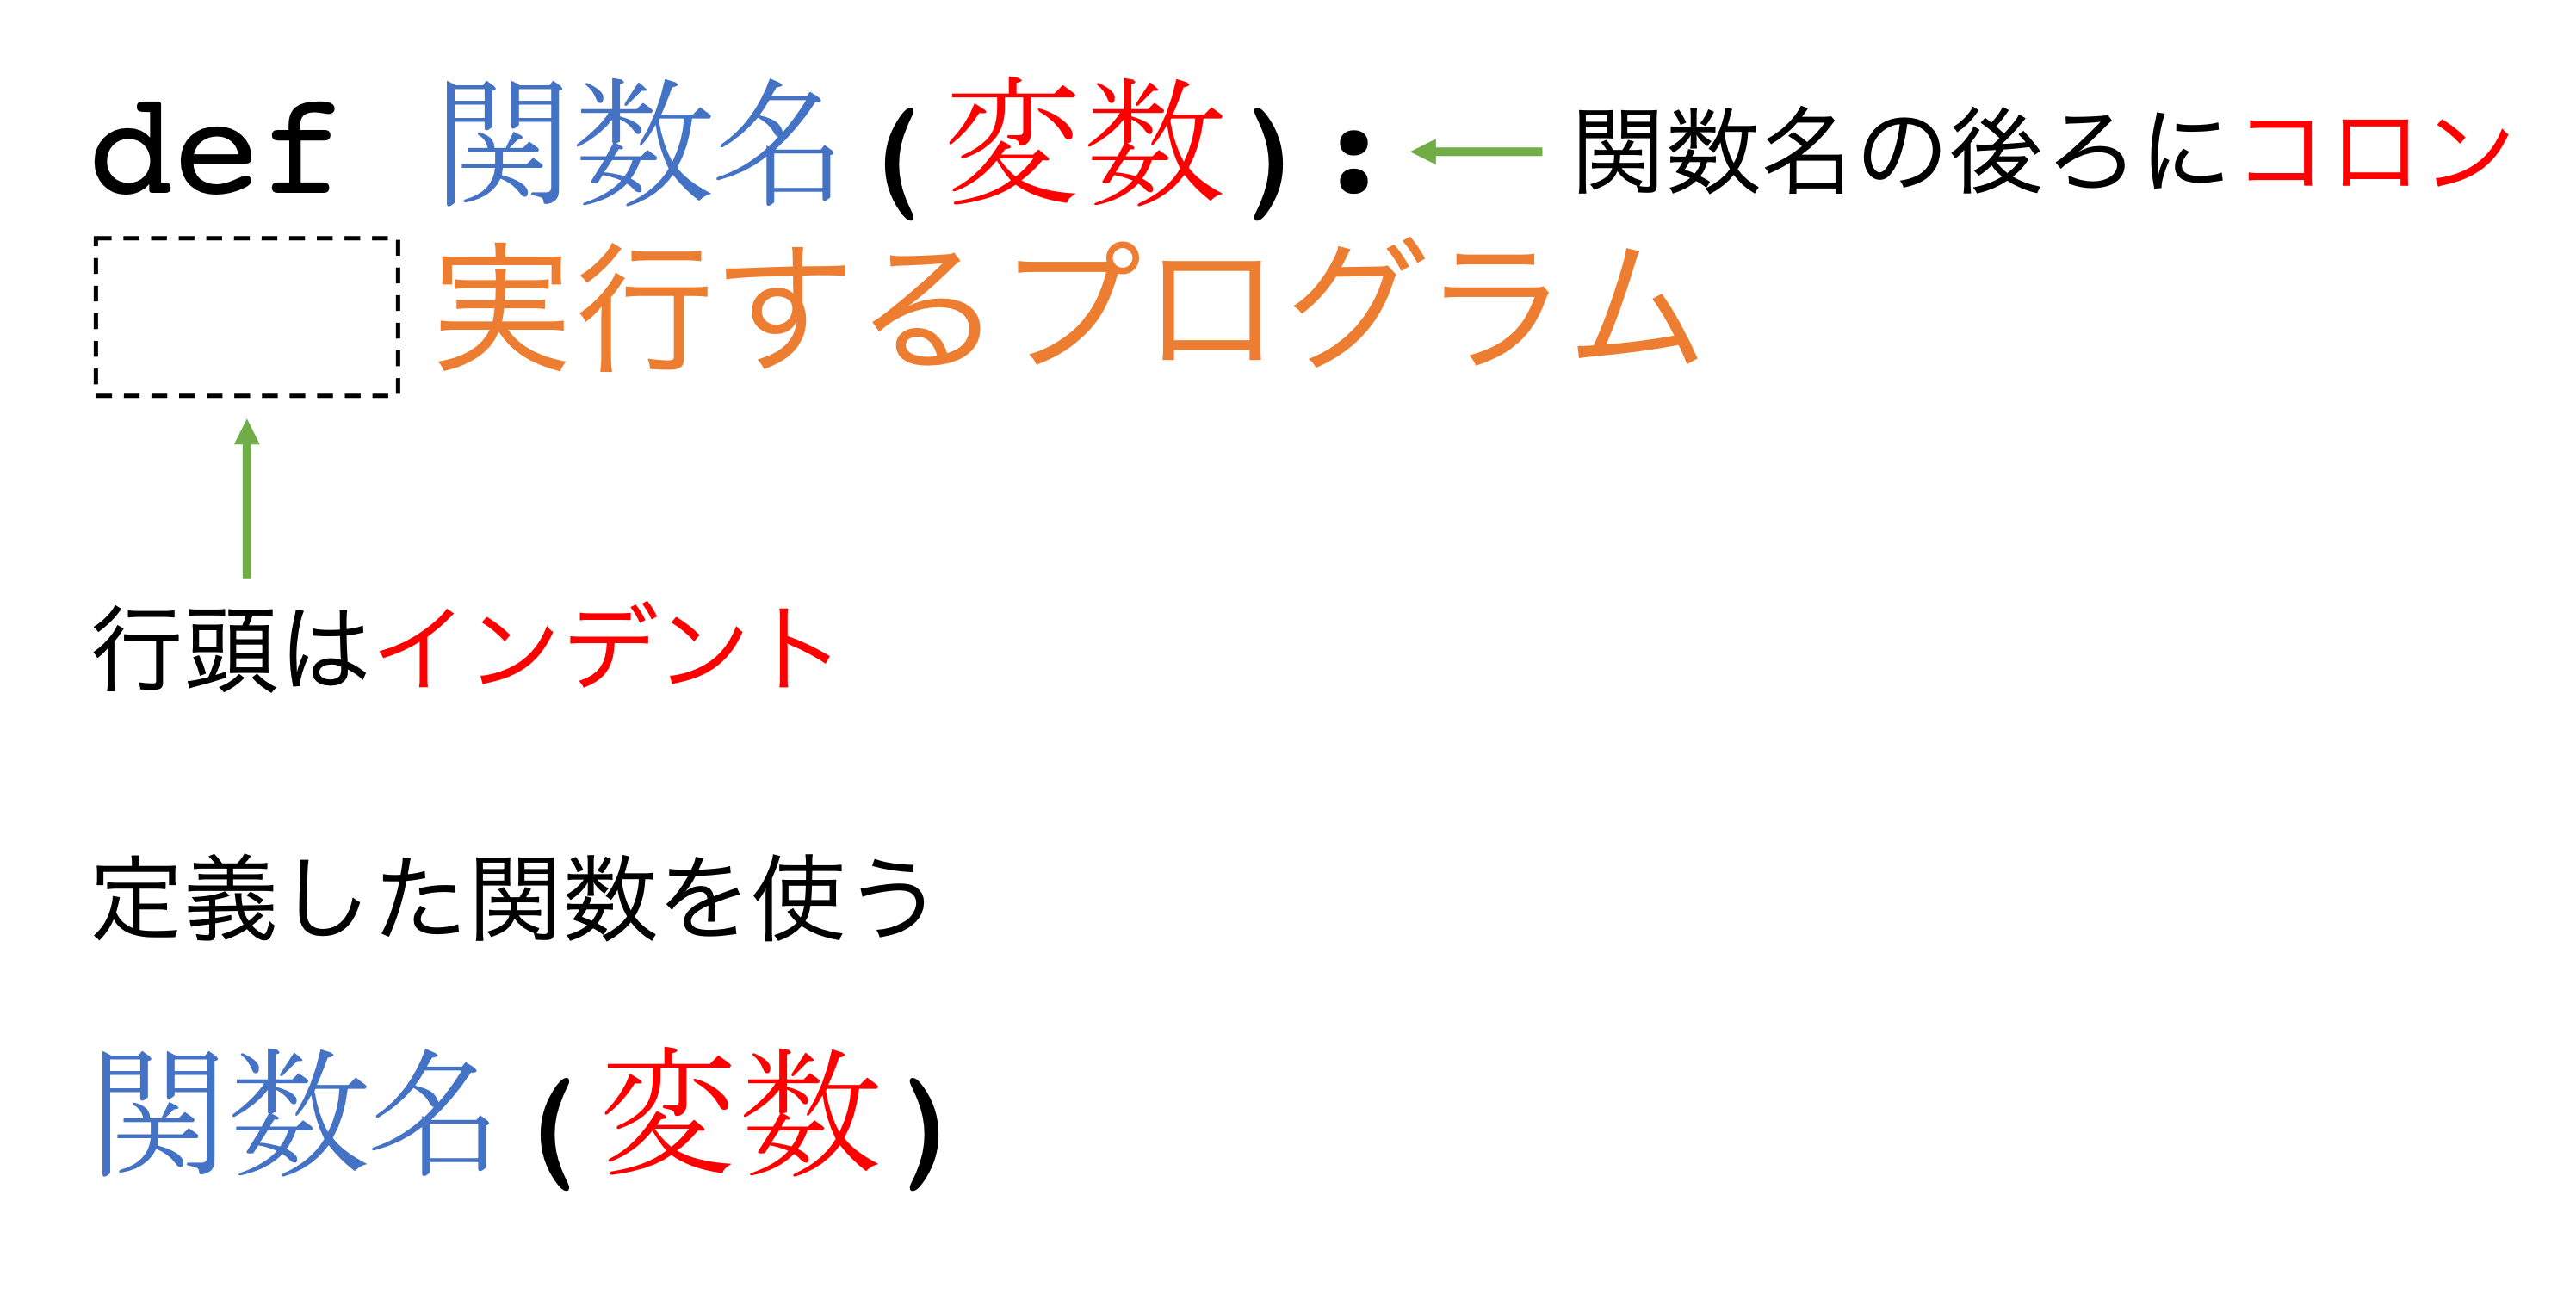 def 関数名(変数): 関数名の後ろにコロン
実行するプログラム
行頭はインデント
定義した関数を使う
関数名(変数)